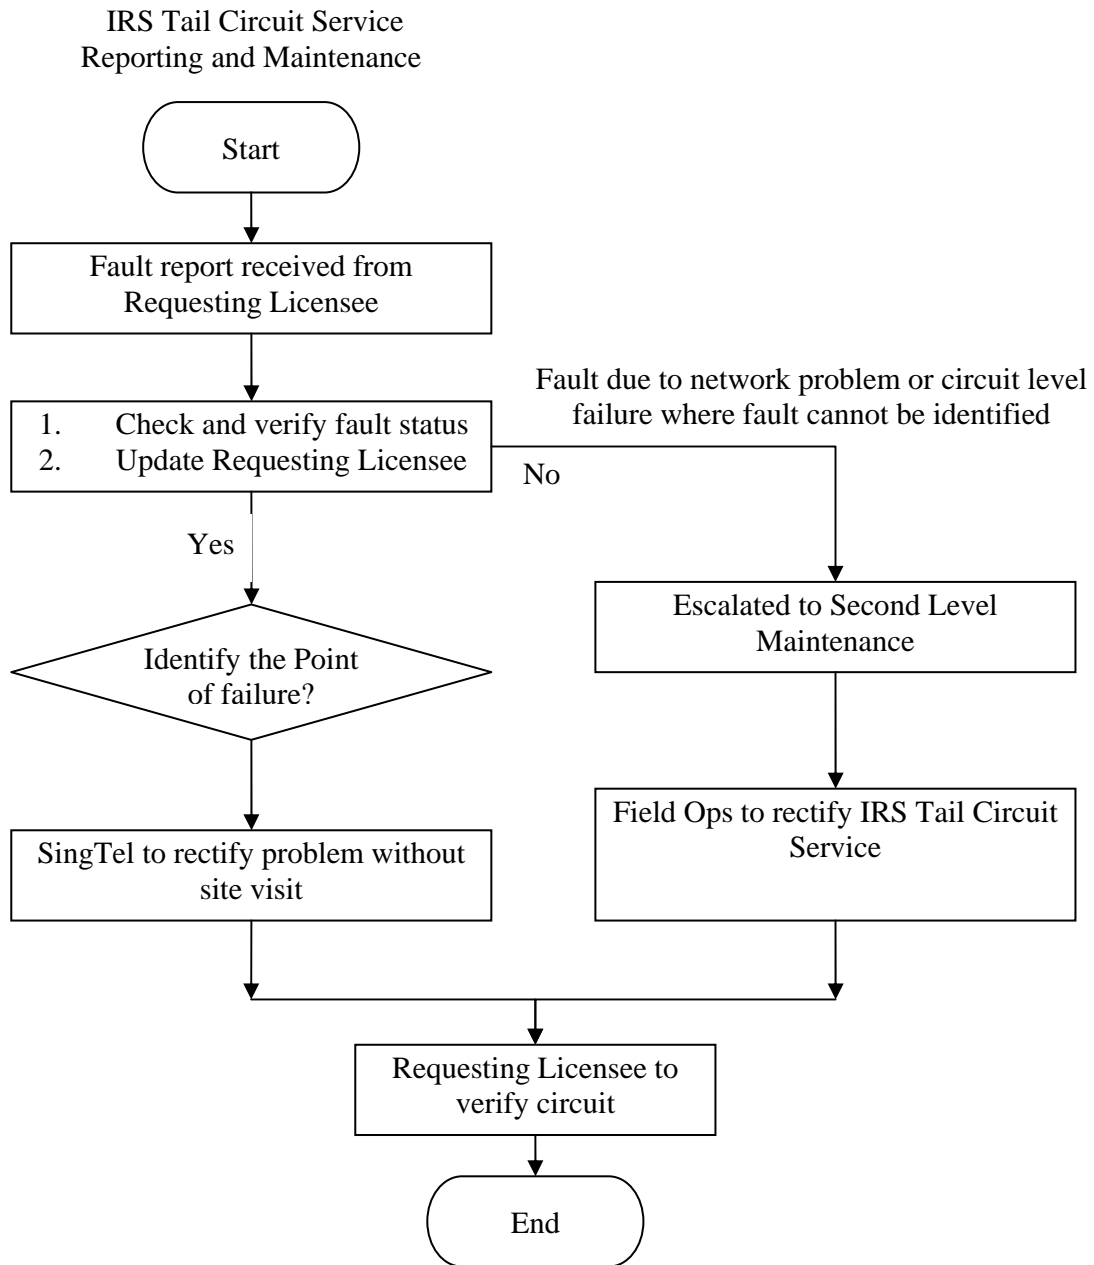 IRS Tail Circuit Service
Reporting and Maintenance
Start
Fault report received from
Requesting Licensee
Fault due to network problem or circuit level
failure where fault cannot be identified
1. Check and verify fault status
2. Update Requesting Licensee
No
Yes
Escalated to Second Level
Maintenance
Identify the Point
of failure?
Field Ops to rectify IRS Tail Circuit
Service
SingTel to rectify problem without
site visit
Requesting Licensee to
verify circuit
End